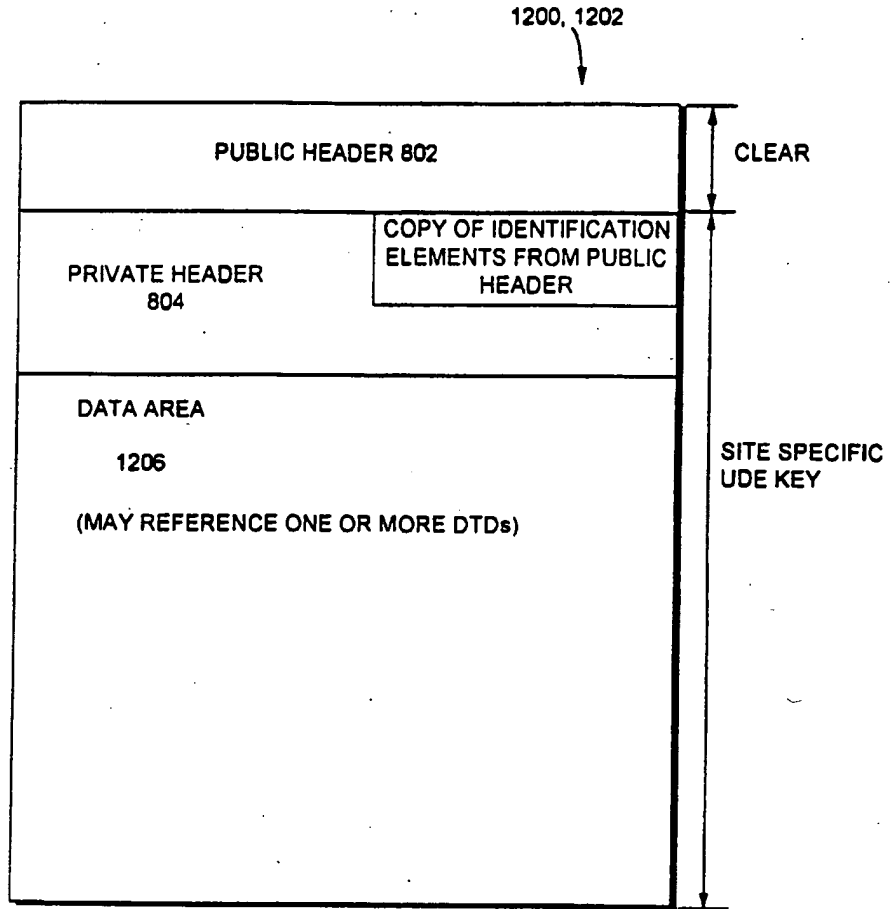 1200, 1202
PUBLIC HEADER 802
CLEAR
COPY OF IDENTIFICATION
ELEMENTS FROM PUBLIC
HEADER
PRIVATE HEADER
804
DATA AREA
1206
(MAY REFERENCE ONE OR MORE DTDs)
SITE SPECIFIC
UDE KEY